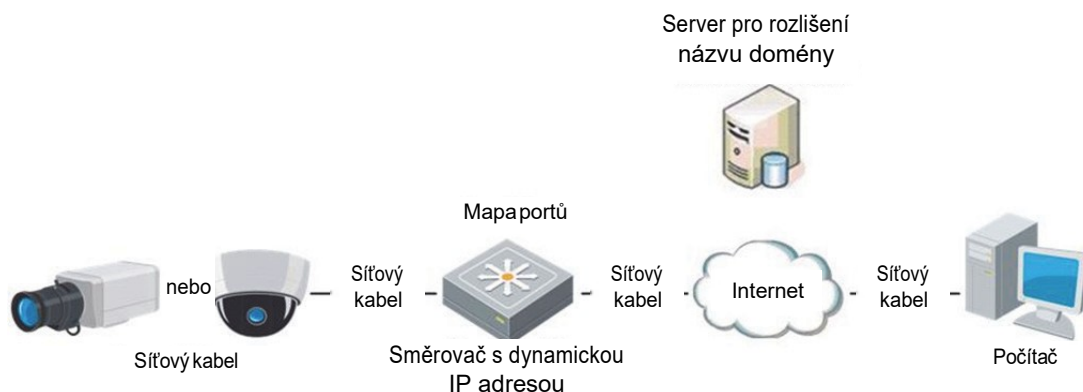 Server pro rozlišení
názvu domény
Mapa portů
nebo
Síťový
kabel
Síťový
kabel
Internet
Síťový
kabel
Síťový kabel
Směrovač s dynamickou
IP adresou
Počítač